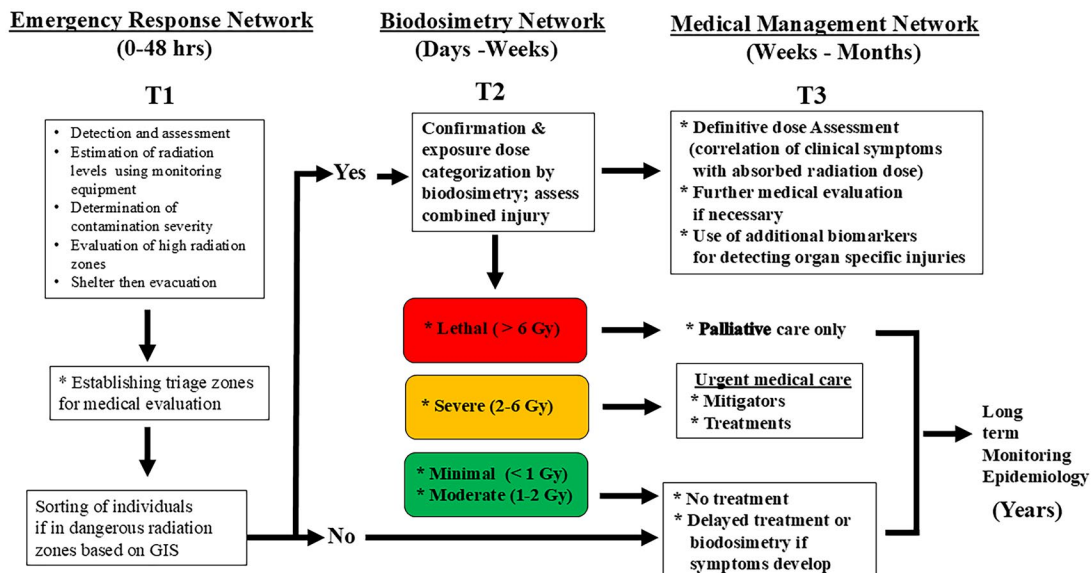 Emergency Response Network
(0-48 hrs)
T1
• Detection and assessment
• Estimation of radiation
levels using monitoring
equipment
• Determination of
contamination severity
• Evaluation of high radiation
zones
• Shelter then evacuation
* Establishing triage zones
for medical evaluation
Sorting of individuals
if in dangerous radiation
zones based on GIS
Yes
No
Biodosimetry Network
(Days -Weeks)
T2
Confirmation &
exposure dose
categorization by
biodosimetry; assess
combined injury
* Lethal (> 6 Gy)
* Severe (2-6 Gy)
* Minimal (< 1 Gy)
* Moderate (1-2 Gy)
Medical Management Network
(Weeks - Months)
T3
* Definitive dose Assessment
(correlation of clinical symptoms
with absorbed radiation dose)
* Further medical evaluation
if necessary
* Use of additional biomarkers
for detecting organ specific injuries
* Palliative care only
Urgent medical care
* Mitigators
* Treatments
* No treatment
* Delayed treatment or
biodosimetry if
symptoms develop
Long
term
Monitoring
Epidemiology
(Years)